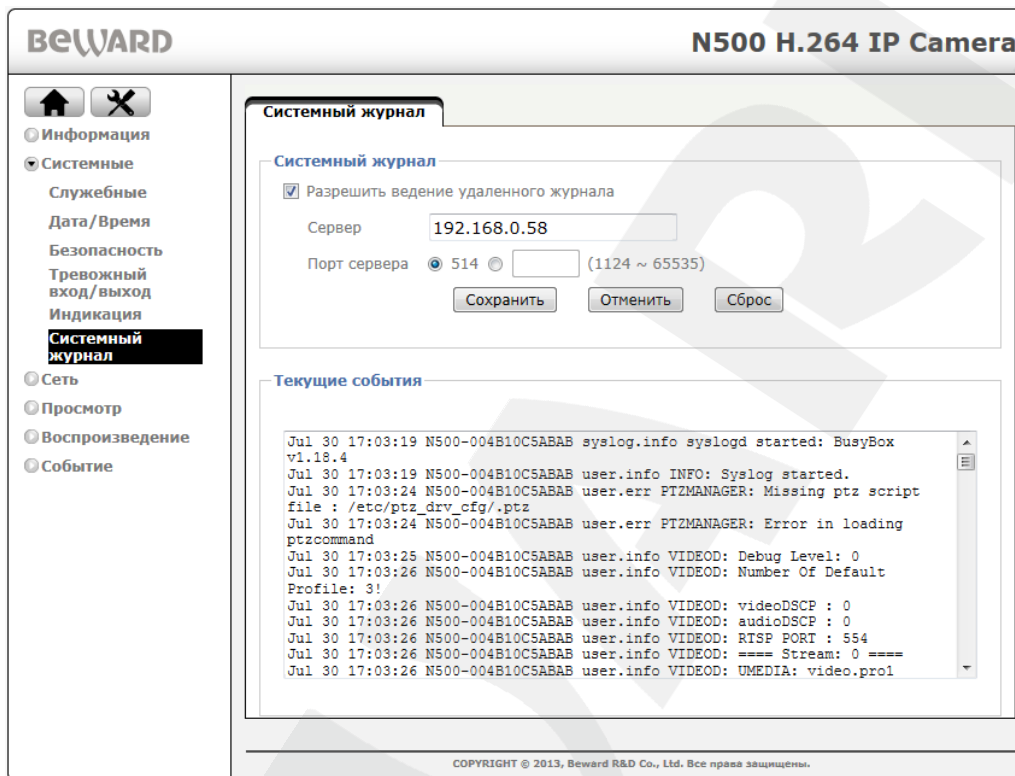 BEWARD
N500 H.264 IP Camera
Информация
Системные
Служебные
Дата/Время
Безопасность
Тревожный
вход/выход
Индикация
Системный
журнал
Сеть
Просмотр
Воспроизведение
Событие
Системный журнал
Системный журнал
Разрешить ведение удаленного журнала
Сервер 192.168.0.58
Порт сервера 514 (1124 ~ 65535)
Сохранить Отменить Сброс
Текущие события
Jul 30 17:03:19 N500-004B10C5ABAB syslog.info syslogd started: BusyBox
v1.18.4
Jul 30 17:03:19 N500-004B10C5ABAB user.info INFO: Syslog started.
Jul 30 17:03:24 N500-004B10C5ABAB user.err PTZMANAGER: Missing ptz script
file : /etc/ptz_drv_cfg/.ptz
Jul 30 17:03:24 N500-004B10C5ABAB user.err PTZMANAGER: Error in loading
ptzcommand
Jul 30 17:03:25 N500-004B10C5ABAB user.info VIDEOD: Debug Level: 0
Jul 30 17:03:26 N500-004B10C5ABAB user.info VIDEOD: Number Of Default
Profile: 3!
Jul 30 17:03:26 N500-004B10C5ABAB user.info VIDEOD: videoDSCP : 0
Jul 30 17:03:26 N500-004B10C5ABAB user.info VIDEOD: audioDSCP : 0
Jul 30 17:03:26 N500-004B10C5ABAB user.info VIDEOD: RTSP PORT : 554
Jul 30 17:03:26 N500-004B10C5ABAB user.info VIDEOD: ==== Stream: 0 ====
Jul 30 17:03:26 N500-004B10C5ABAB user.info VIDEOD: UMEDIA: video.pro1
COPYRIGHT © 2013, Beward R&D Co., Ltd. Все права защищены.